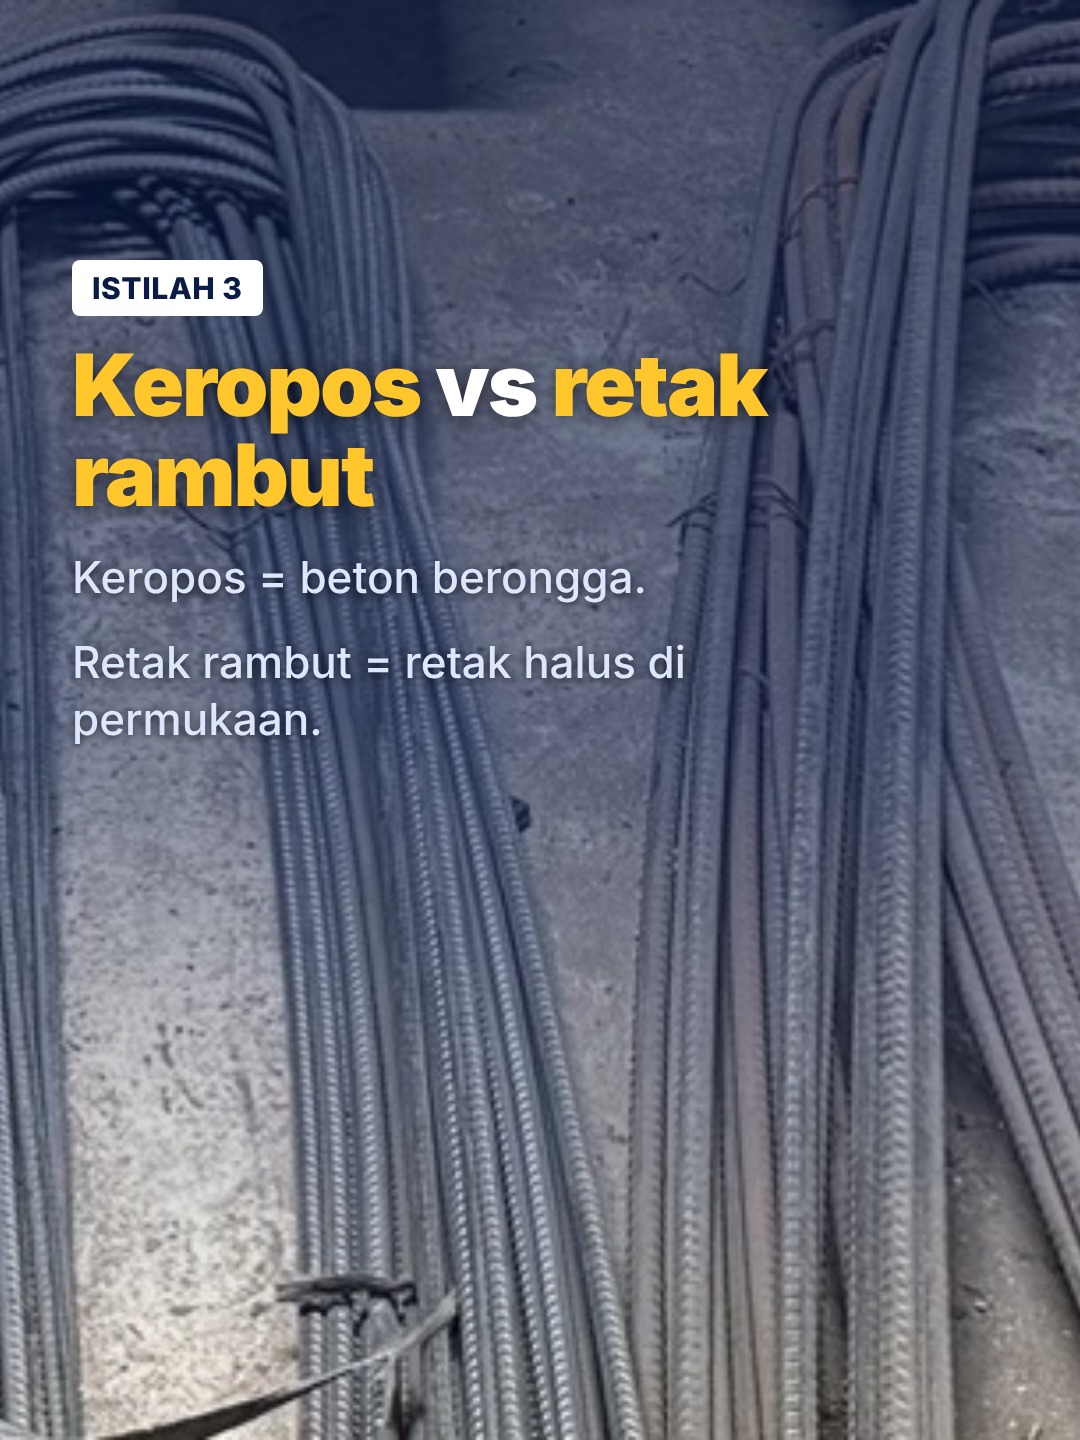 ISTILAH 3
Keropos vs retak
rambut
Keropos = beton berongga.
Retak rambut = retak halus di
permukaan.